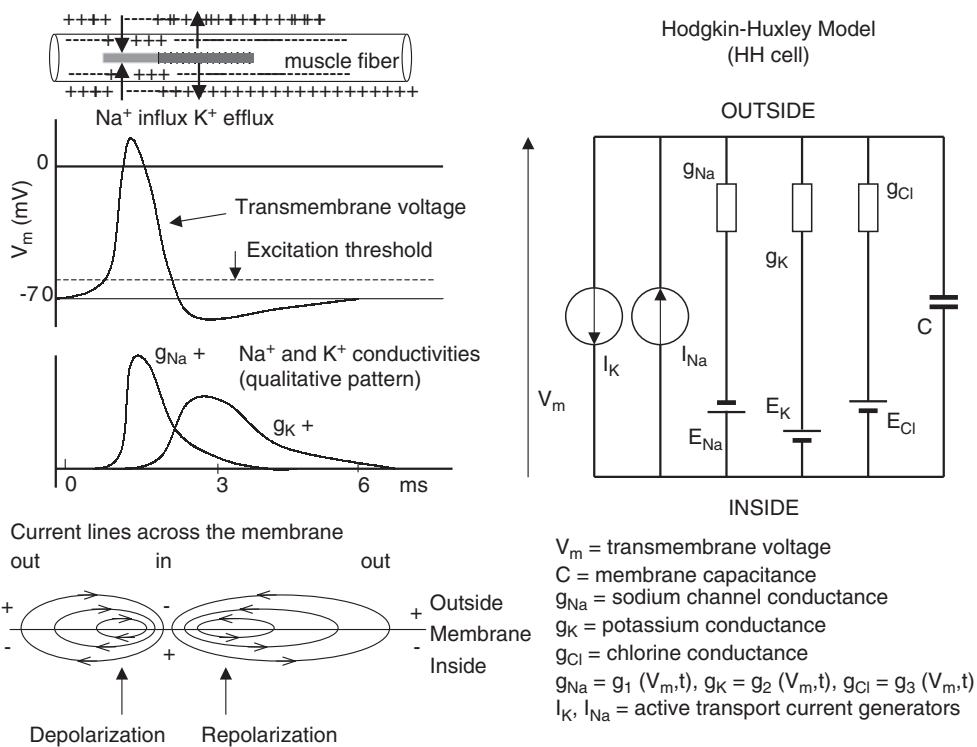 ++++ ++++++++++++++
muscle fiber
+++ +++++++++++++++++
Na⁺ influx K⁺ efflux
Vm (mV)
0
Transmembrane voltage
Excitation threshold
-70
gNa +
Na⁺ and K⁺ conductivities
(qualitative pattern)
gK +
0 3 6 ms
Current lines across the membrane
out in out
+ - + Outside
Membrane
- + - Inside
Depolarization Repolarization
Hodgkin-Huxley Model
(HH cell)
OUTSIDE
gNa
gCl
gK
C
IK
INa
Vm
ENa
EK
ECl
INSIDE
Vm = transmembrane voltage
C = membrane capacitance
gNa = sodium channel conductance
gK = potassium conductance
gCl = chlorine conductance
gNa = g1 (Vm,t), gK = g2 (Vm,t), gCl = g3 (Vm,t)
IK, INa = active transport current generators